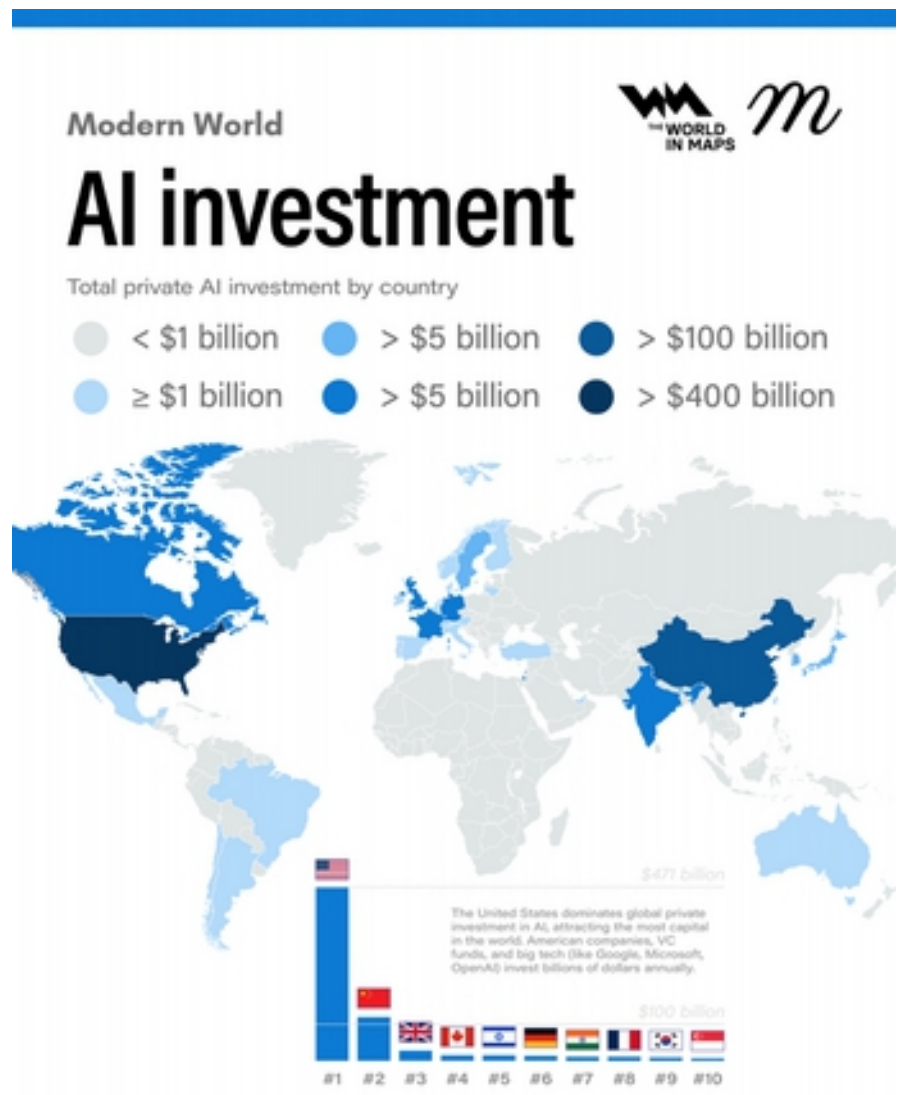 Modern World
THE WORLD
IN MAPS
m
AI investment
Total private AI investment by country
< $1 billion
> $5 billion
> $100 billion
≥ $1 billion
> $5 billion
> $400 billion
$471 billion
The United States dominates global private
investment in AI, attracting the most capital
in the world. American companies, VC
funds, and big tech (like Google, Microsoft,
OpenAI) invest billions of dollars annually.
$100 billion
#1 #2 #3 #4 #5 #6 #7 #8 #9 #10